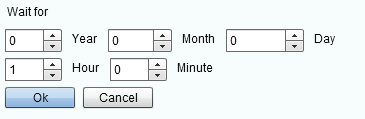 Wait for
0 Year 0 Month 0 Day
1 Hour 0 Minute
Ok Cancel